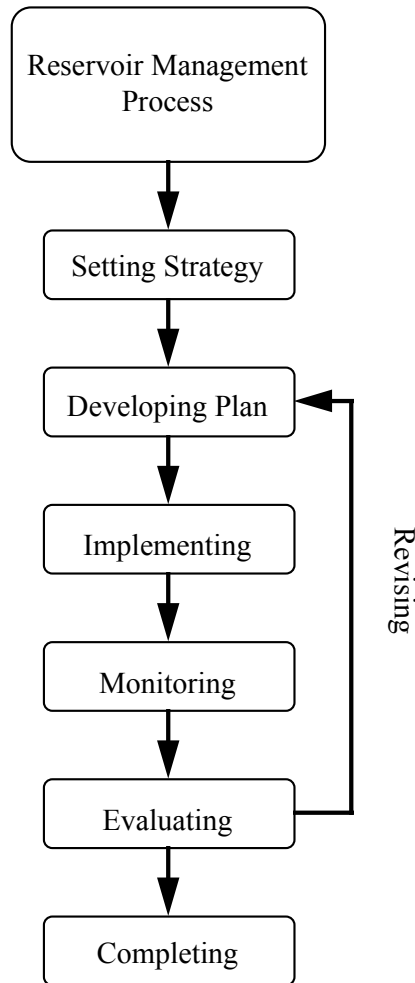 Reservoir Management
Process
Setting Strategy
Developing Plan
Implementing
Monitoring
Evaluating
Completing
Revising